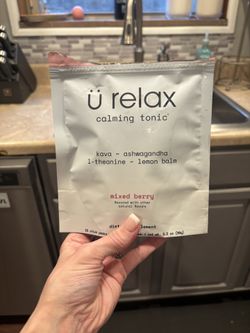 ü relax
calming tonic
kava – ashwagandha
l-theanine – lemon balm
mixed berry
flavored with other
natural flavors